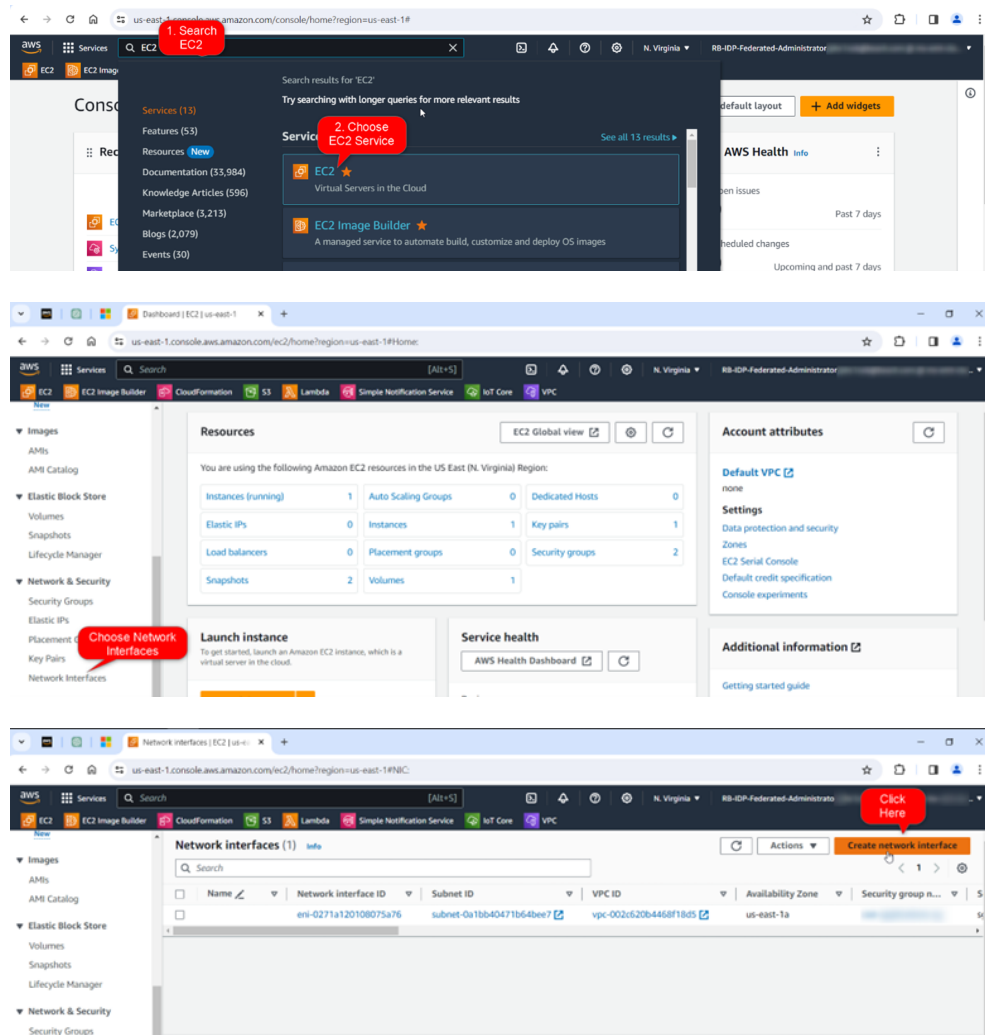 us-east-1.console.aws.amazon.com/console/home?region=us-east-1#
1. Search
EC2
aws Services EC2 N. Virginia RB-IDP-Federated-Administrator
EC2 EC2 Imag
Search results for 'EC2'
Try searching with longer queries for more relevant results
Conso
default layout + Add widgets
Services (13)
Features (53)
2. Choose
EC2 Service
Servic See all 13 results
Rec
Resources New
AWS Health Info
Documentation (33,984)
EC2
Virtual Servers in the Cloud
pen issues
Knowledge Articles (596)
Marketplace (3,213)
Past 7 days
EC
EC2 Image Builder
A managed service to automate build, customize and deploy OS images
Blogs (2,079)
Sy
heduled changes
Events (30)
Upcoming and past 7 days
Dashboard | EC2 | us-east-1
us-east-1.console.aws.amazon.com/ec2/home?region=us-east-1#Home:
aws Services Search [Alt+S] N. Virginia RB-IDP-Federated-Administrator
EC2 EC2 Image Builder CloudFormation S3 Lambda Simple Notification Service IoT Core VPC
New
Images
AMIs
AMI Catalog
Elastic Block Store
Volumes
Snapshots
Lifecycle Manager
Network & Security
Security Groups
Elastic IPs
Placement G
Choose Network
Interfaces
Key Pairs
Network Interfaces
Resources EC2 Global view
You are using the following Amazon EC2 resources in the US East (N. Virginia) Region:
Instances (running) 1 Auto Scaling Groups 0 Dedicated Hosts 0
Elastic IPs 0 Instances 1 Key pairs 1
Load balancers 0 Placement groups 0 Security groups 2
Snapshots 2 Volumes 1
Launch instance
To get started, launch an Amazon EC2 instance, which is a
virtual server in the cloud.
Service health
AWS Health Dashboard
Account attributes
Default VPC
none
Settings
Data protection and security
Zones
EC2 Serial Console
Default credit specification
Console experiments
Additional information
Getting started guide
Network interfaces | EC2 | us-e
us-east-1.console.aws.amazon.com/ec2/home?region=us-east-1#NIC:
aws Services Search [Alt+S] N. Virginia RB-IDP-Federated-Administrato
Click
Here
EC2 EC2 Image Builder CloudFormation S3 Lambda Simple Notification Service IoT Core VPC
New
Images
AMIs
AMI Catalog
Elastic Block Store
Volumes
Snapshots
Lifecycle Manager
Network & Security
Security Groups
Network interfaces (1) Info Actions Create network interface
Search 1
Name Network interface ID Subnet ID VPC ID Availability Zone Security group n... S
eni-0271a120108075a76 subnet-0a1bb40471b64bee7 vpc-002c620b4468f18d5 us-east-1a